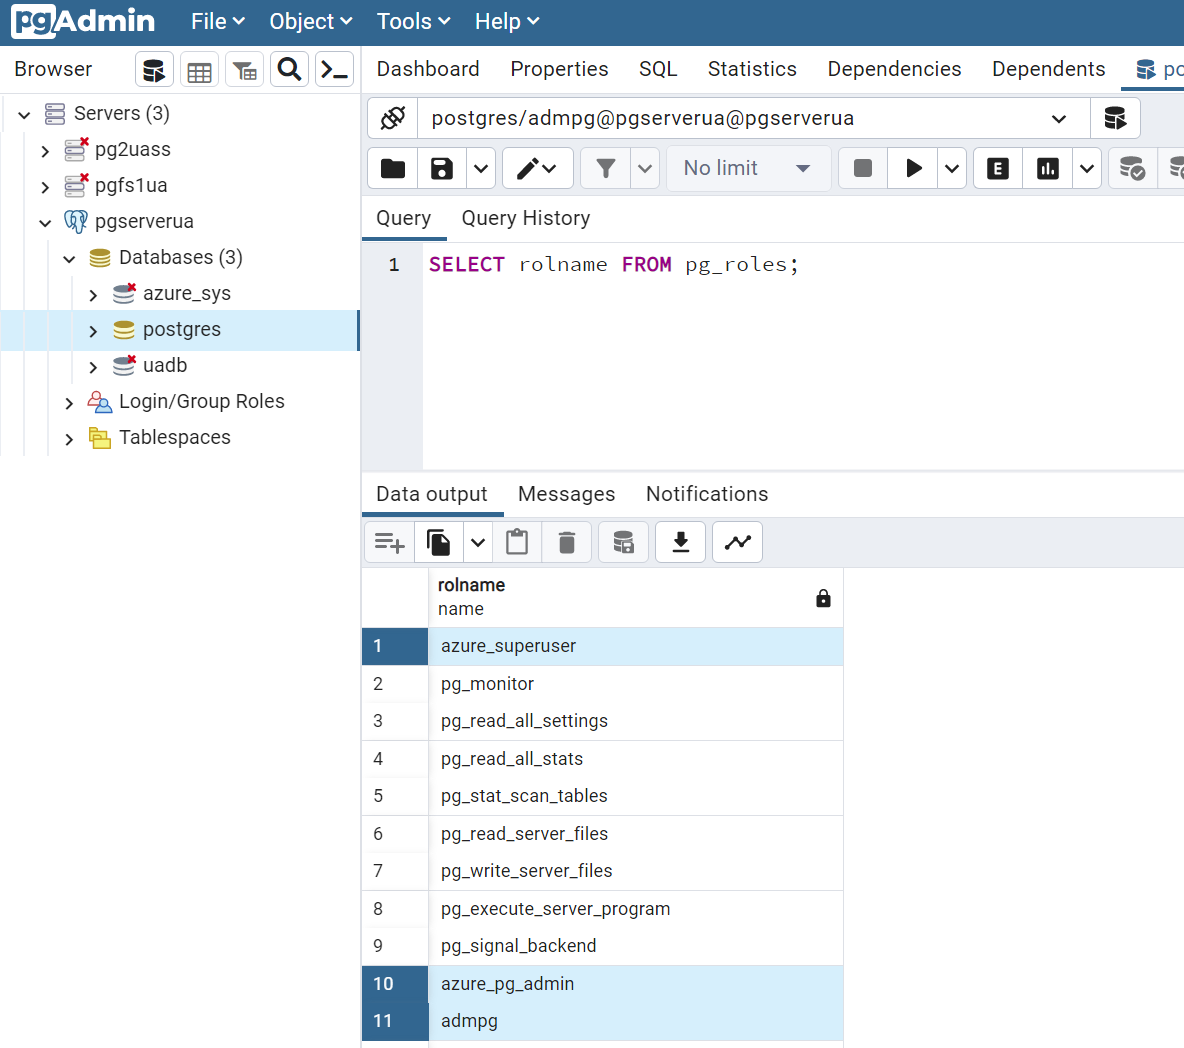 pgAdmin File Object Tools Help
Browser
Dashboard Properties SQL Statistics Dependencies Dependents po
Servers (3)
pg2uass
pgfs1ua
pgserverua
Databases (3)
azure_sys
postgres
uadb
Login/Group Roles
Tablespaces
postgres/admpg@pgserverua@pgserverua
No limit
E
Query Query History
1 SELECT rolname FROM pg_roles;
Data output Messages Notifications
rolname
name
1 azure_superuser
2 pg_monitor
3 pg_read_all_settings
4 pg_read_all_stats
5 pg_stat_scan_tables
6 pg_read_server_files
7 pg_write_server_files
8 pg_execute_server_program
9 pg_signal_backend
10 azure_pg_admin
11 admpg